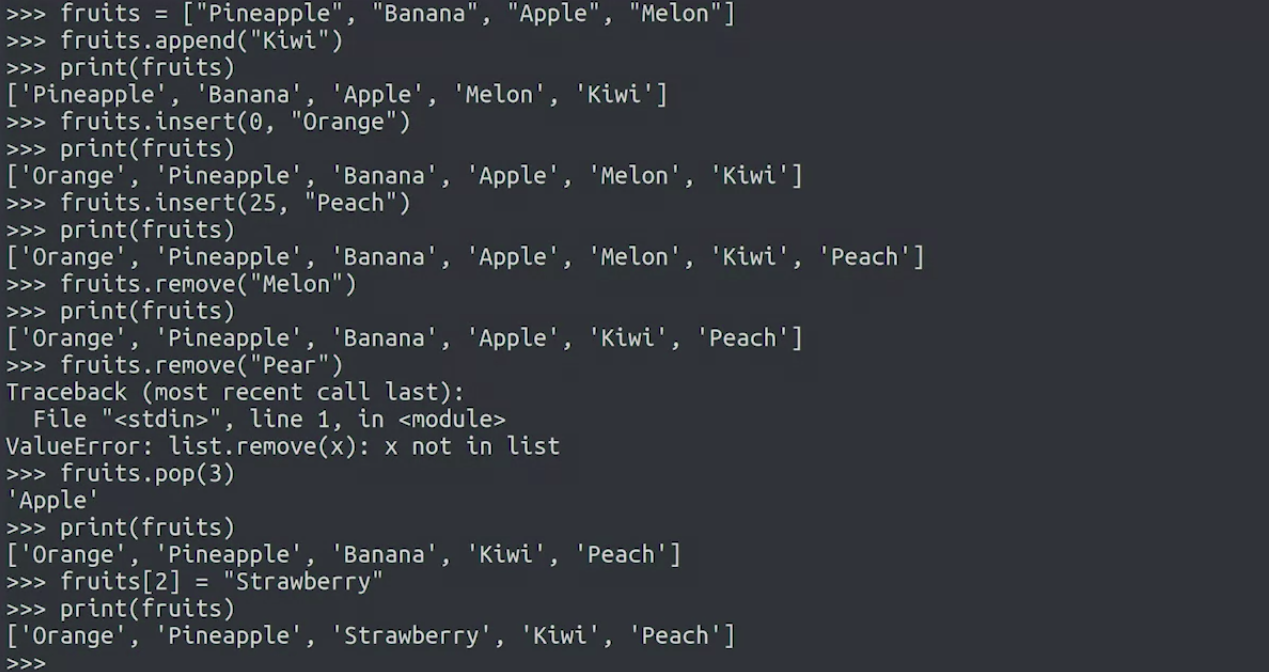 >>> fruits = ["Pineapple", "Banana", "Apple", "Melon"]
>>> fruits.append("Kiwi")
>>> print(fruits)
['Pineapple', 'Banana', 'Apple', 'Melon', 'Kiwi']
>>> fruits.insert(0, "Orange")
>>> print(fruits)
['Orange', 'Pineapple', 'Banana', 'Apple', 'Melon', 'Kiwi']
>>> fruits.insert(25, "Peach")
>>> print(fruits)
['Orange', 'Pineapple', 'Banana', 'Apple', 'Melon', 'Kiwi', 'Peach']
>>> fruits.remove("Melon")
>>> print(fruits)
['Orange', 'Pineapple', 'Banana', 'Apple', 'Kiwi', 'Peach']
>>> fruits.remove("Pear")
Traceback (most recent call last):
  File "<stdin>", line 1, in <module>
ValueError: list.remove(x): x not in list
>>> fruits.pop(3)
'Apple'
>>> print(fruits)
['Orange', 'Pineapple', 'Banana', 'Kiwi', 'Peach']
>>> fruits[2] = "Strawberry"
>>> print(fruits)
['Orange', 'Pineapple', 'Strawberry', 'Kiwi', 'Peach']
>>>